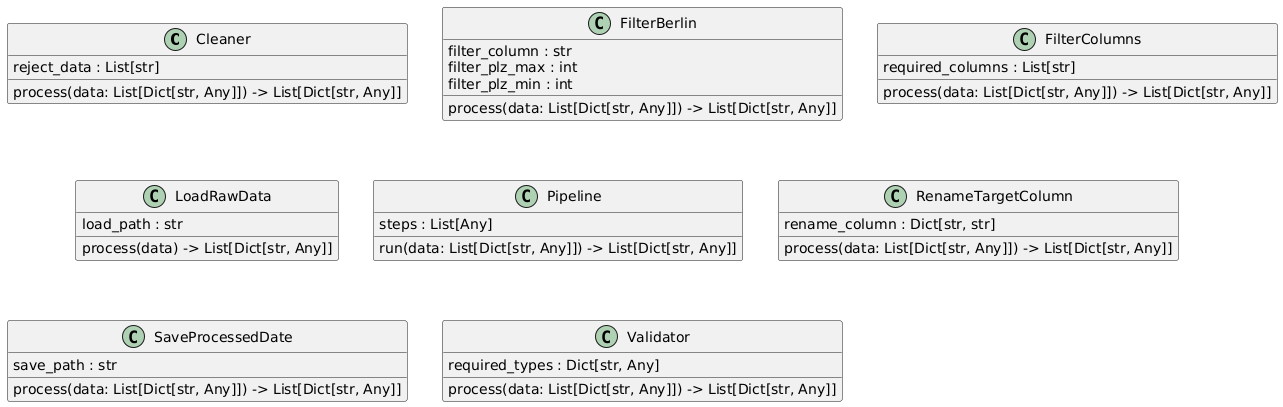 C Cleaner
reject_data : List[str]
process(data: List[Dict[str, Any]]) -> List[Dict[str, Any]]
C FilterBerlin
filter_column : str
filter_plz_max : int
filter_plz_min : int
process(data: List[Dict[str, Any]]) -> List[Dict[str, Any]]
C FilterColumns
required_columns : List[str]
process(data: List[Dict[str, Any]]) -> List[Dict[str, Any]]
C LoadRawData
load_path : str
process(data) -> List[Dict[str, Any]]
C Pipeline
steps : List[Any]
run(data: List[Dict[str, Any]]) -> List[Dict[str, Any]]
C RenameTargetColumn
rename_column : Dict[str, str]
process(data: List[Dict[str, Any]]) -> List[Dict[str, Any]]
C SaveProcessedDate
save_path : str
process(data: List[Dict[str, Any]]) -> List[Dict[str, Any]]
C Validator
required_types : Dict[str, Any]
process(data: List[Dict[str, Any]]) -> List[Dict[str, Any]]